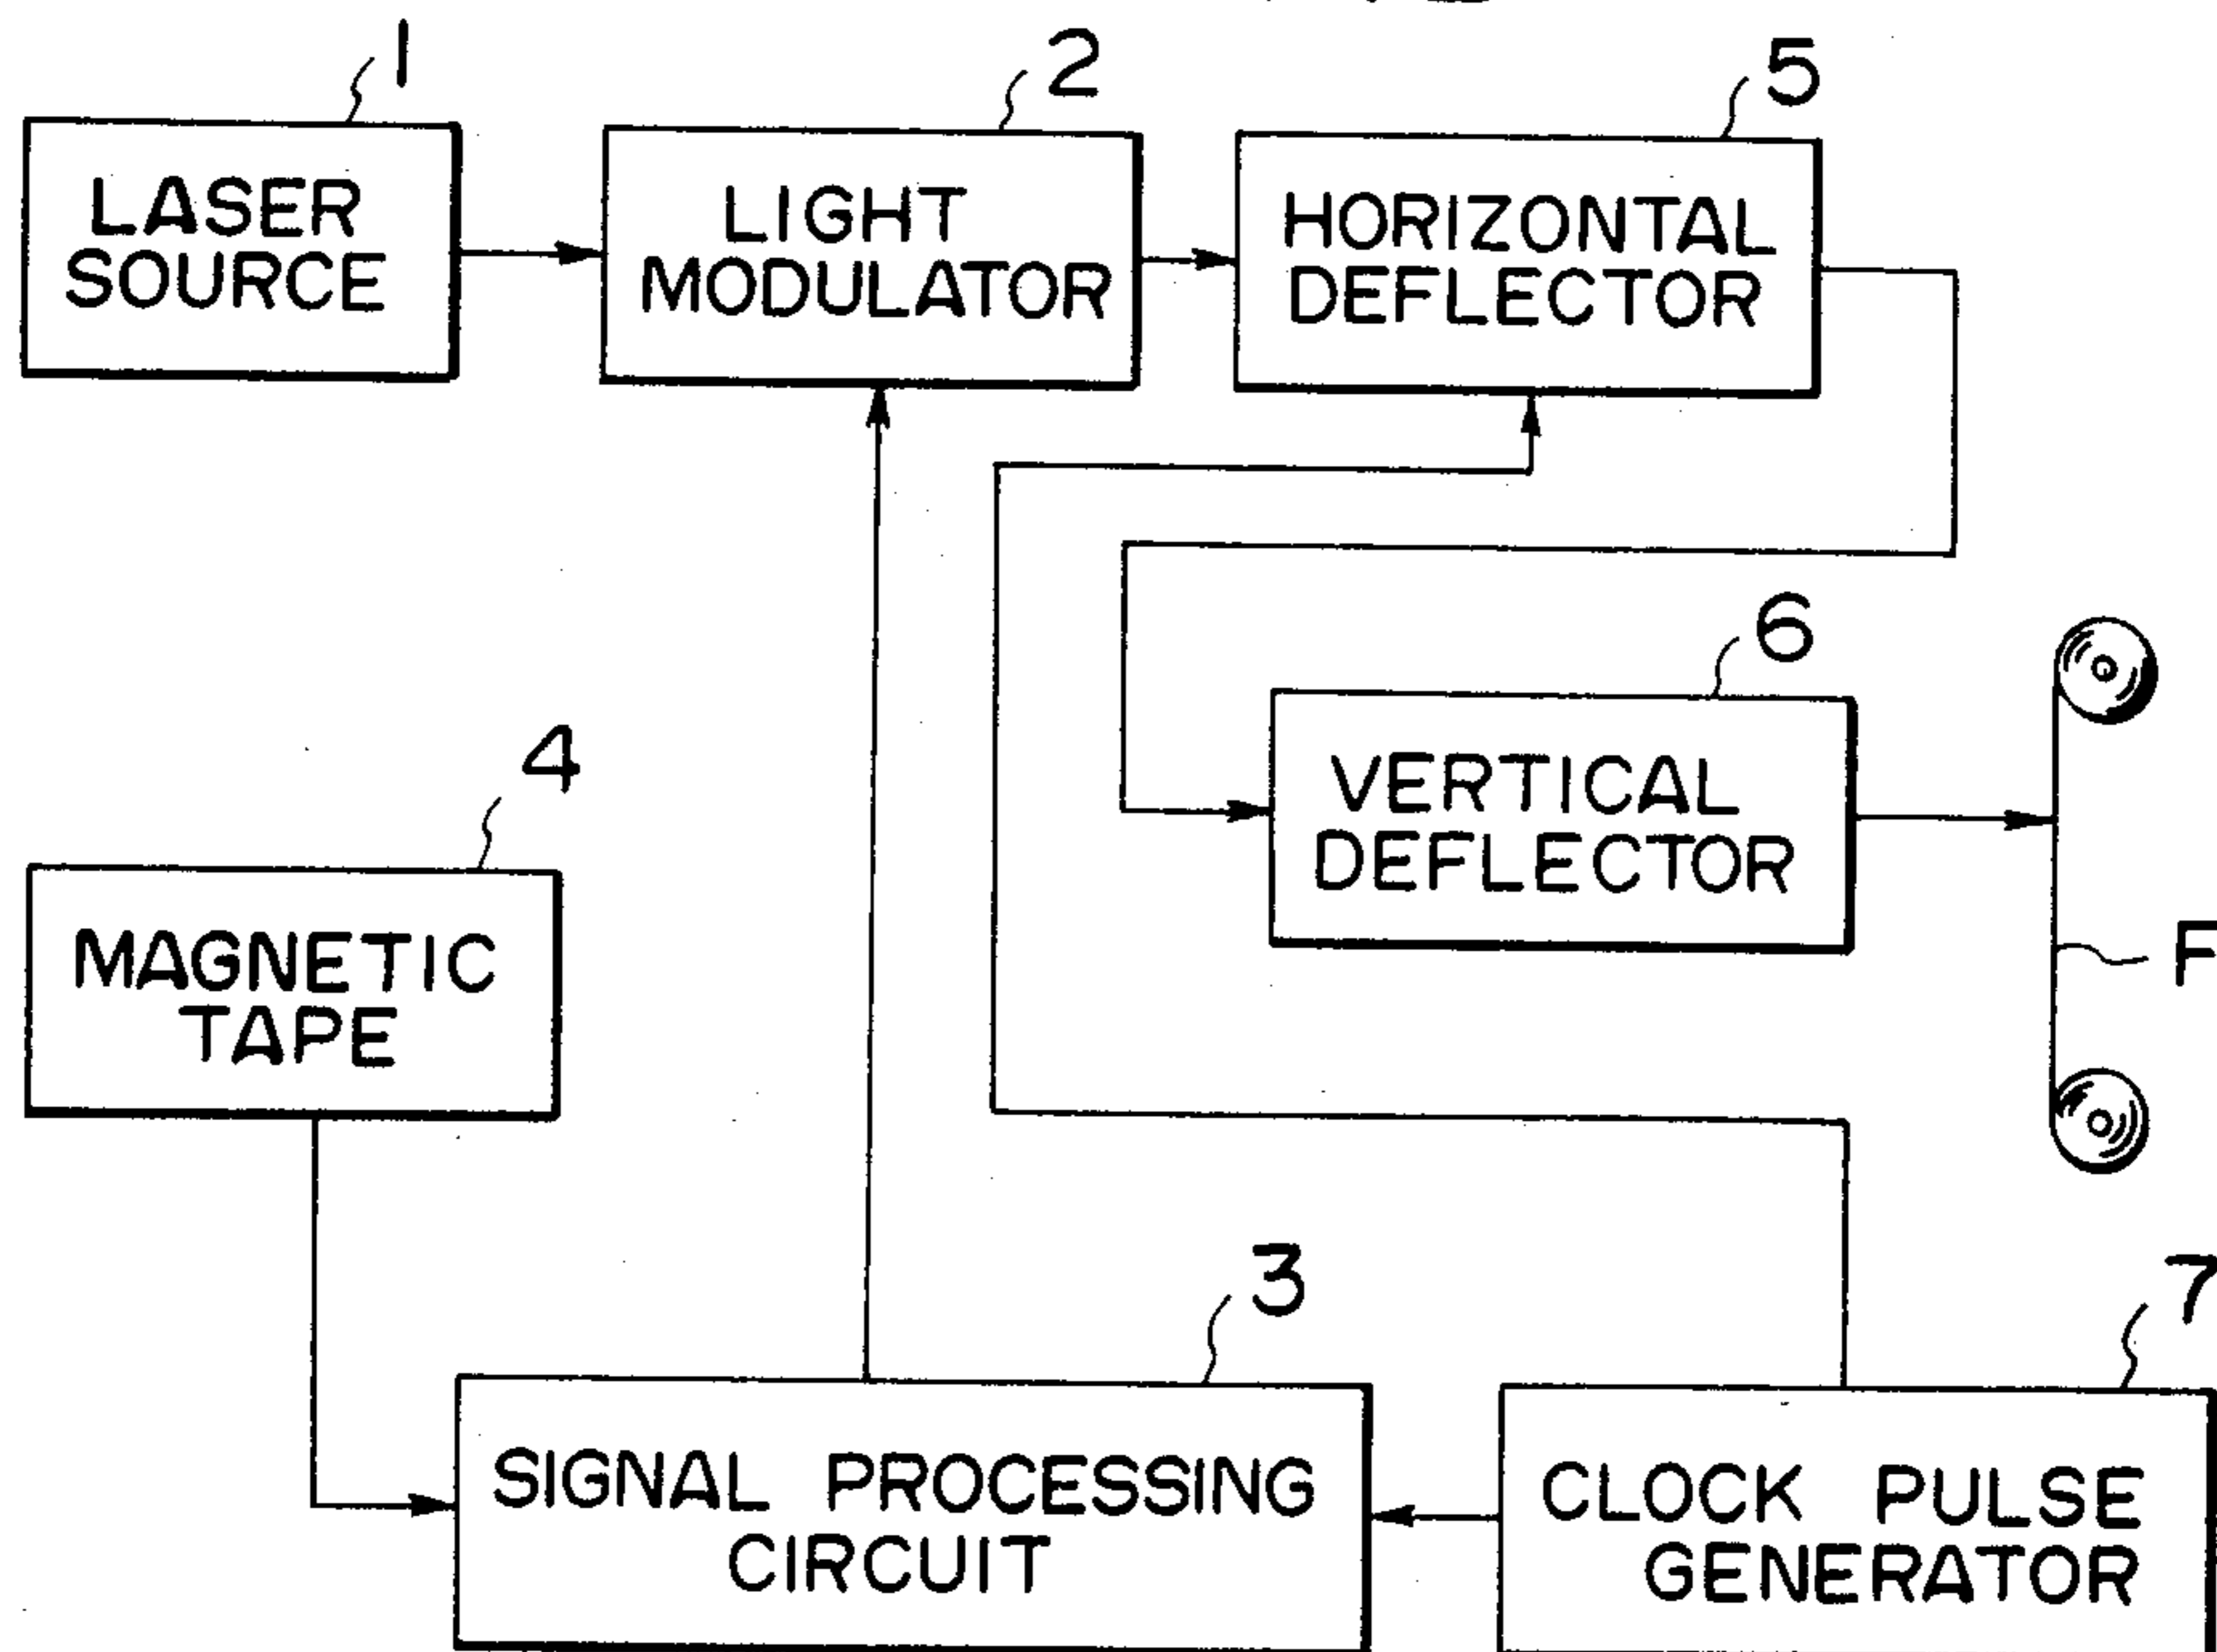 1
LASER
SOURCE
2
LIGHT
MODULATOR
5
HORIZONTAL
DEFLECTOR
6
VERTICAL
DEFLECTOR
F
4
MAGNETIC
TAPE
3
SIGNAL PROCESSING
CIRCUIT
7
CLOCK PULSE
GENERATOR